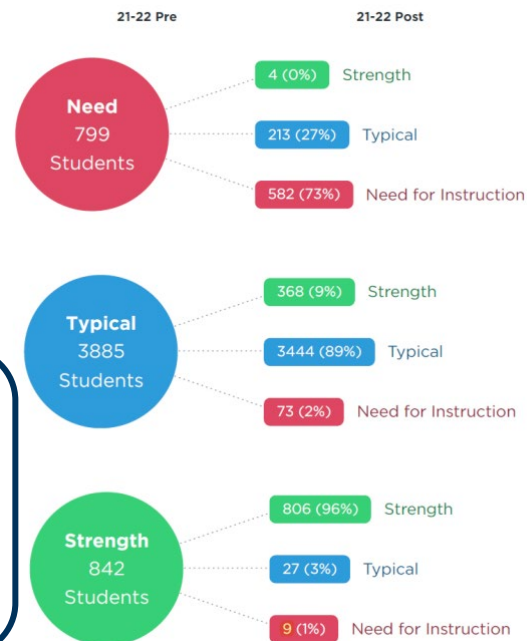 21-22 Pre
21-22 Post
Need
799
Students
4 (0%) Strength
213 (27%) Typical
582 (73%) Need for Instruction
Typical
3885
Students
368 (9%) Strength
3444 (89%) Typical
73 (2%) Need for Instruction
Strength
842
Students
806 (96%) Strength
27 (3%) Typical
9 (1%) Need for Instruction